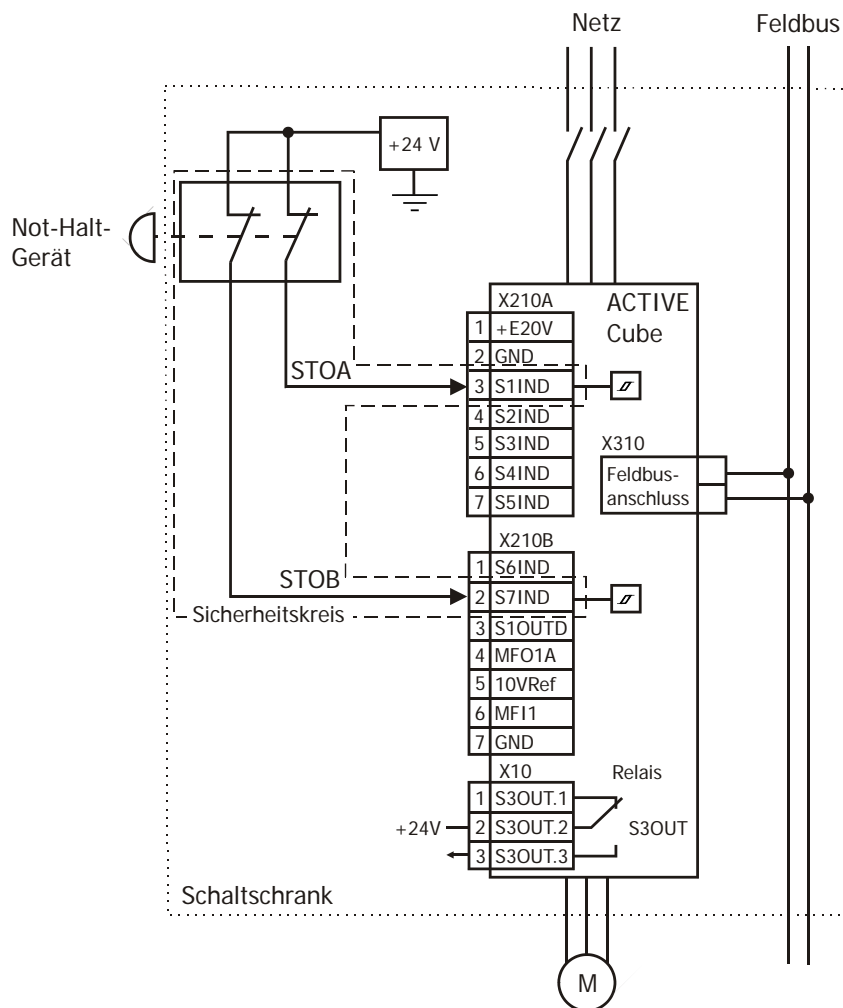 Netz
Feldbus
+24 V
Not-Halt-
Gerät
X210A
ACTIVE
Cube
1 +E20V
2 GND
STOA
3 S1IND
4 S2IND
5 S3IND
6 S4IND
7 S5IND
X310
Feldbus-
anschluss
X210B
1 S6IND
STOB
2 S7IND
Sicherheitskreis
3 S1OUTD
4 MFO1A
5 10VRef
6 MFI1
7 GND
X10
Relais
1 S3OUT.1
+24V
2 S3OUT.2
S3OUT
3 S3OUT.3
Schaltschrank
M